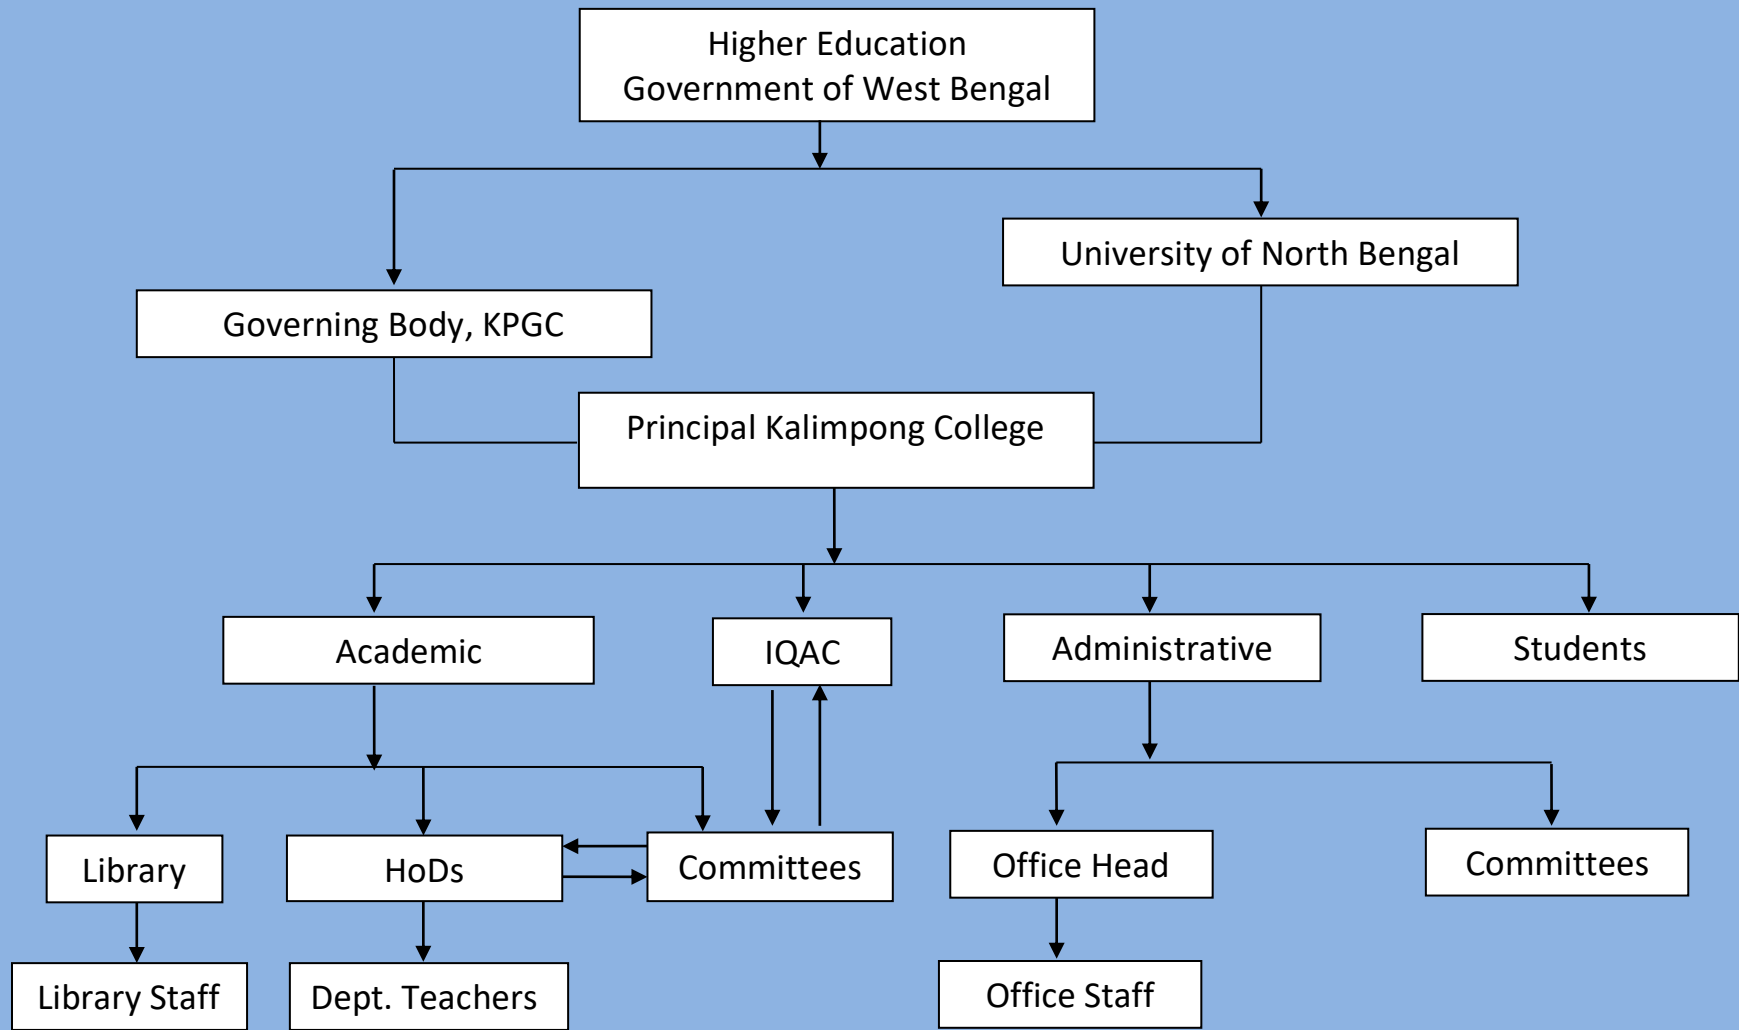 Higher Education
Government of West Bengal
University of North Bengal
Governing Body, KPGC
Principal Kalimpong College
Academic
IQAC
Administrative
Students
Library
HoDs
Committees
Office Head
Committees
Library Staff
Dept. Teachers
Office Staff